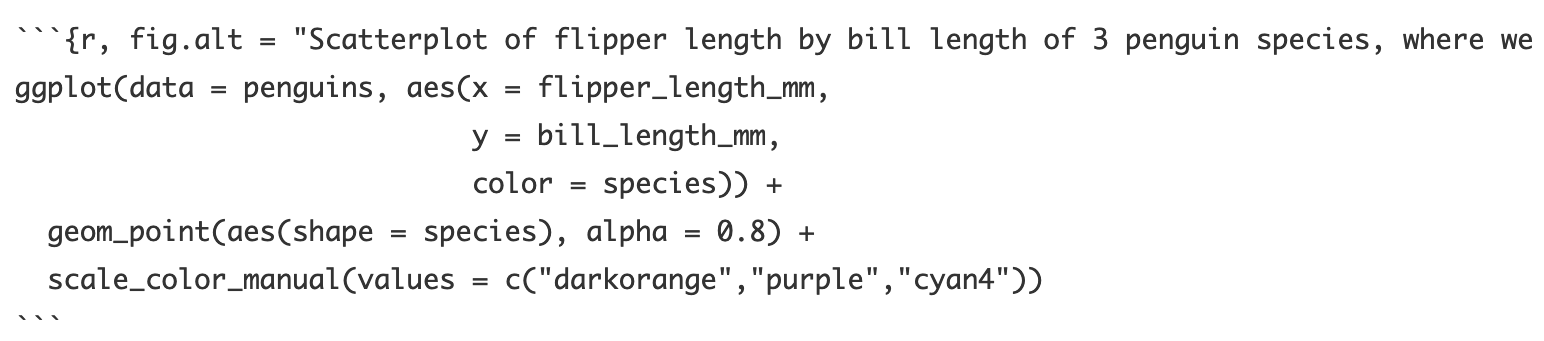 ```{r, fig.alt = "Scatterplot of flipper length by bill length of 3 penguin species, where we
ggplot(data = penguins, aes(x = flipper_length_mm,
                            y = bill_length_mm,
                            color = species)) +
  geom_point(aes(shape = species), alpha = 0.8) +
  scale_color_manual(values = c("darkorange","purple","cyan4"))
```